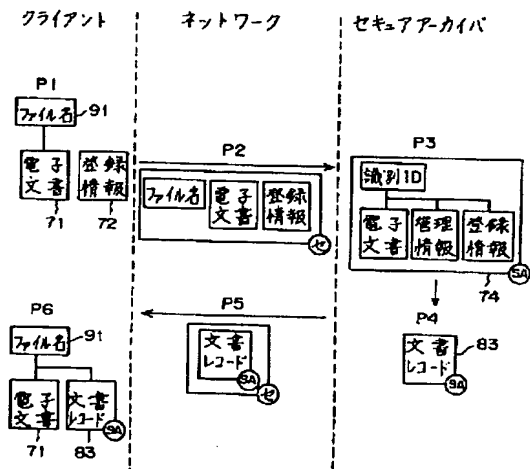 クライアント
ネットワーク
セキュアアーカイバ
P1
ファイル名
91
電子
文書
71
登録
情報
72
P2
ファイル名
電子
文書
登録
情報
セ
P3
識別ID
電子
文書
管理
情報
登録
情報
SA
74
P4
文書
レコード
83
SA
P5
文書
レコード
SA
セ
P6
ファイル名
91
電子
文書
71
文書
レコード
83
SA